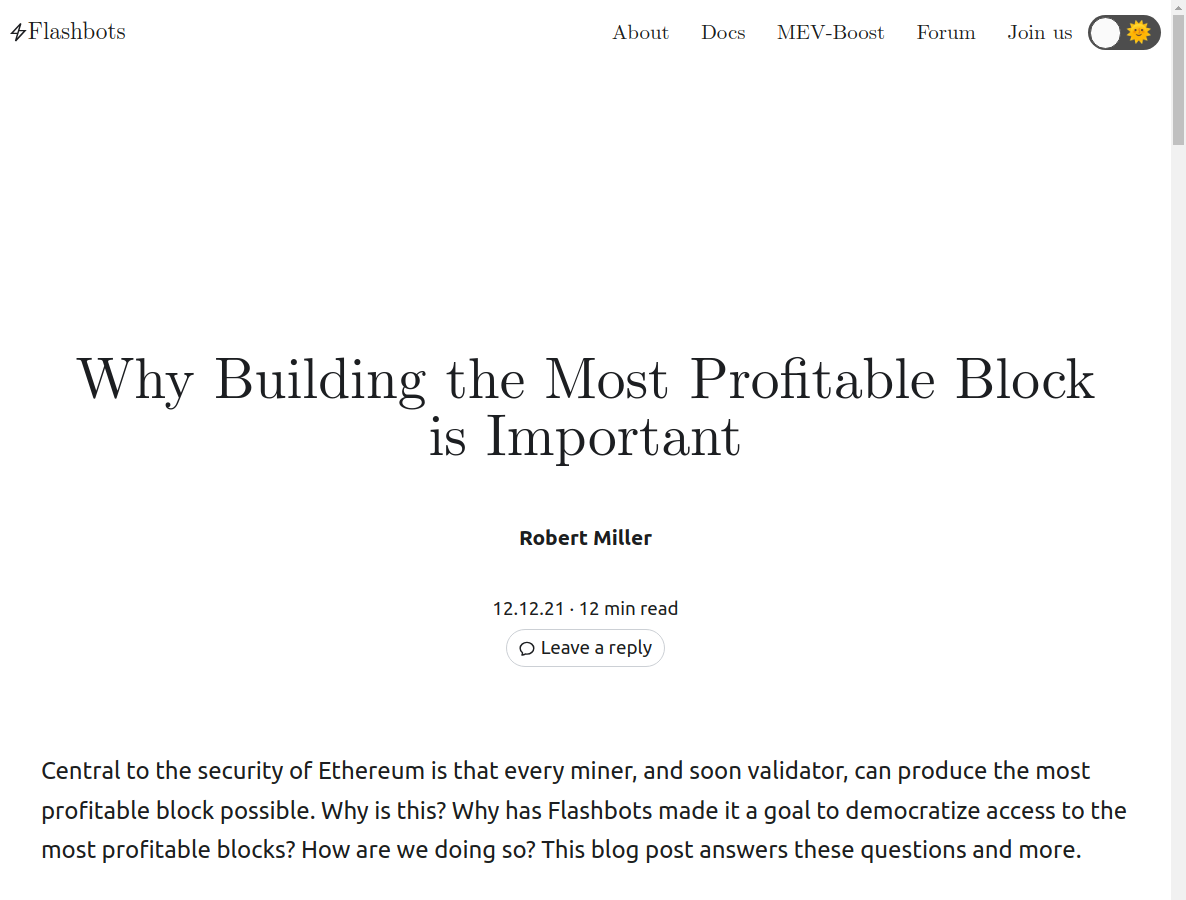 Flashbots
About Docs MEV-Boost Forum Join us
Why Building the Most Profitable Block
is Important
Robert Miller
12.12.21 · 12 min read
Leave a reply
Central to the security of Ethereum is that every miner, and soon validator, can produce the most
profitable block possible. Why is this? Why has Flashbots made it a goal to democratize access to the
most profitable blocks? How are we doing so? This blog post answers these questions and more.